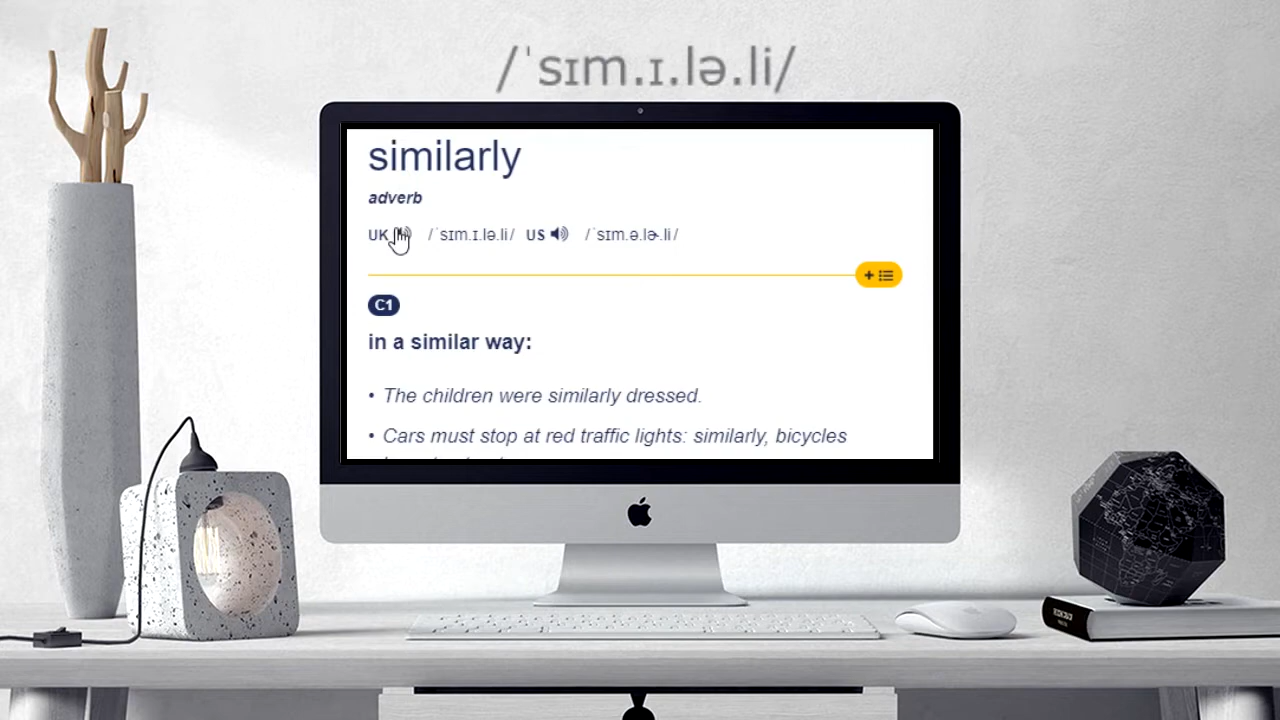 /ˈsɪm.ɪ.lə.li/
similarly
adverb
UK /ˈsɪm.ɪ.lə.li/ US /ˈsɪm.ə.lɚ.li/
C1
in a similar way:
• The children were similarly dressed.
• Cars must stop at red traffic lights: similarly, bicycles